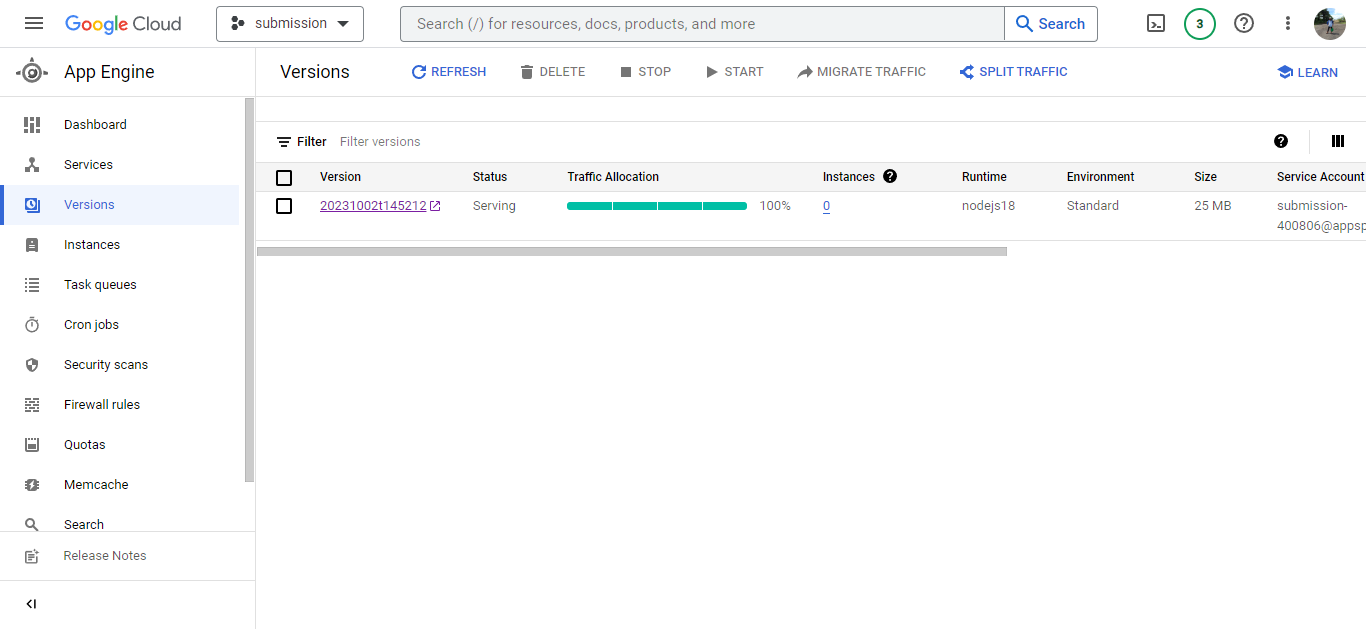 Google Cloud
submission
Search (/) for resources, docs, products, and more
Search
3
App Engine
Versions
REFRESH
DELETE
STOP
START
MIGRATE TRAFFIC
SPLIT TRAFFIC
LEARN
Dashboard
Services
Versions
Instances
Task queues
Cron jobs
Security scans
Firewall rules
Quotas
Memcache
Search
Release Notes
Filter Filter versions
Version Status Traffic Allocation Instances Runtime Environment Size Service Account
20231002t145212 Serving 100% 0 nodejs18 Standard 25 MB submission-
400806@appsp